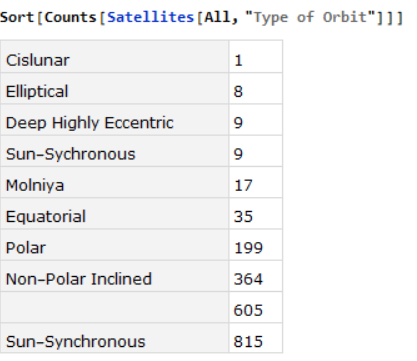 Sort[Counts[Satellites[All, "Type of Orbit"]]]
Cislunar 1
Elliptical 8
Deep Highly Eccentric 9
Sun-Sychronous 9
Molniya 17
Equatorial 35
Polar 199
Non-Polar Inclined 364
605
Sun-Synchronous 815